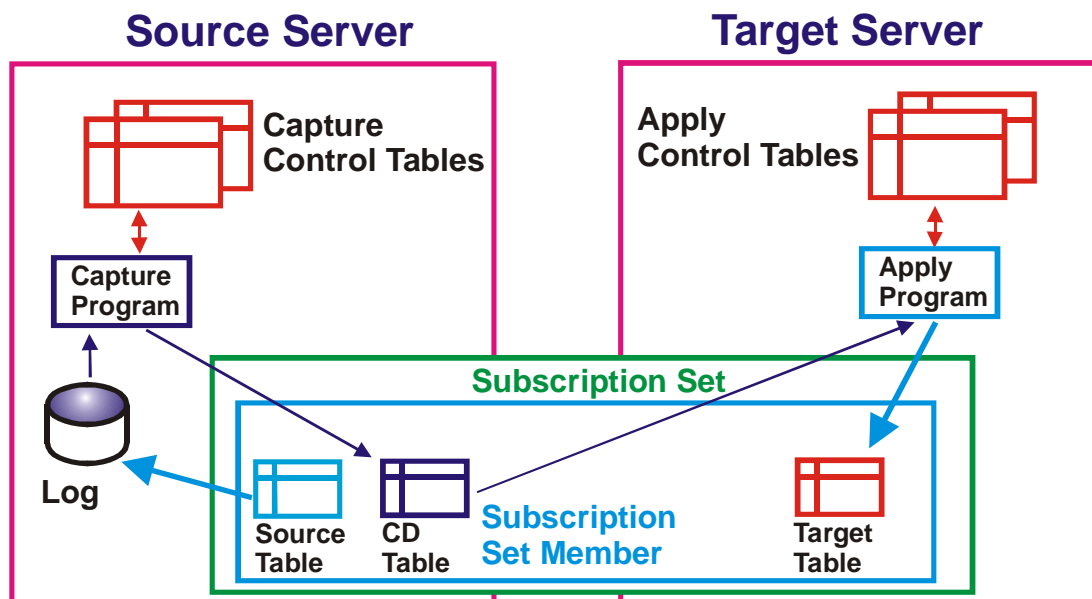 Source Server
Target Server
Capture
Control Tables
Apply
Control Tables
Capture
Program
Apply
Program
Subscription Set
Log
Source
Table
CD
Table
Subscription
Set Member
Target
Table